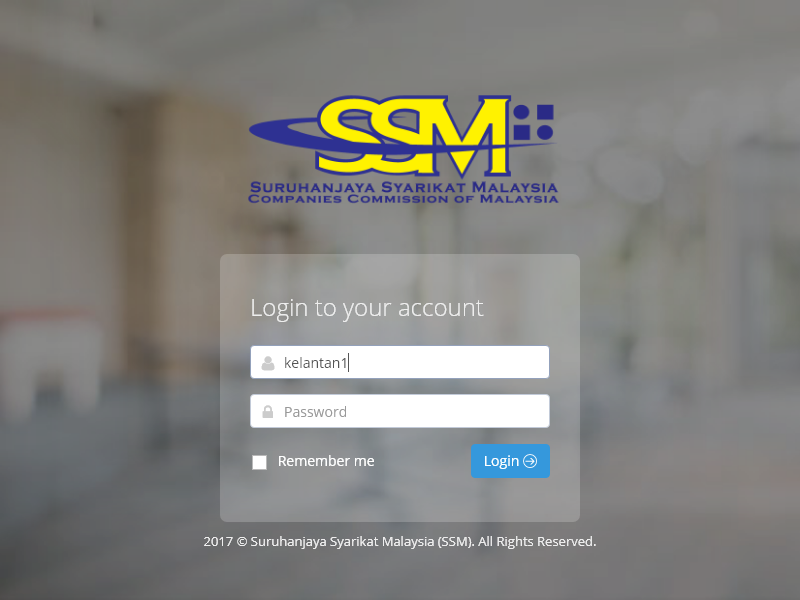 SSM
SURUHANJAYA SYARIKAT MALAYSIA
COMPANIES COMMISSION OF MALAYSIA
Login to your account
kelantan1
Password
Remember me
Login
2017 © Suruhanjaya Syarikat Malaysia (SSM). All Rights Reserved.